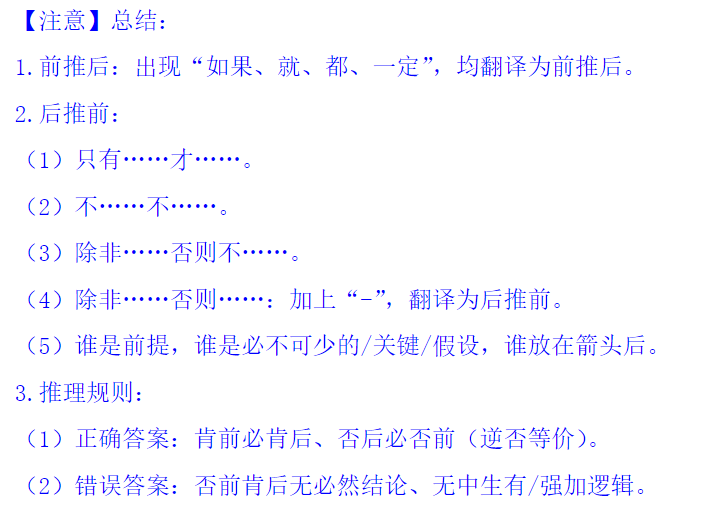 【注意】总结：
1.前推后：出现“如果、就、都、一定”，均翻译为前推后。
2.后推前：
（1）只有……才……。
（2）不……不……。
（3）除非……否则不……。
（4）除非……否则……：加上“-”，翻译为后推前。
（5）谁是前提，谁是必不可少的/关键/假设，谁放在箭头后。
3.推理规则：
（1）正确答案：肯前必肯后、否后必否前（逆否等价）。
（2）错误答案：否前肯后无必然结论、无中生有/强加逻辑。